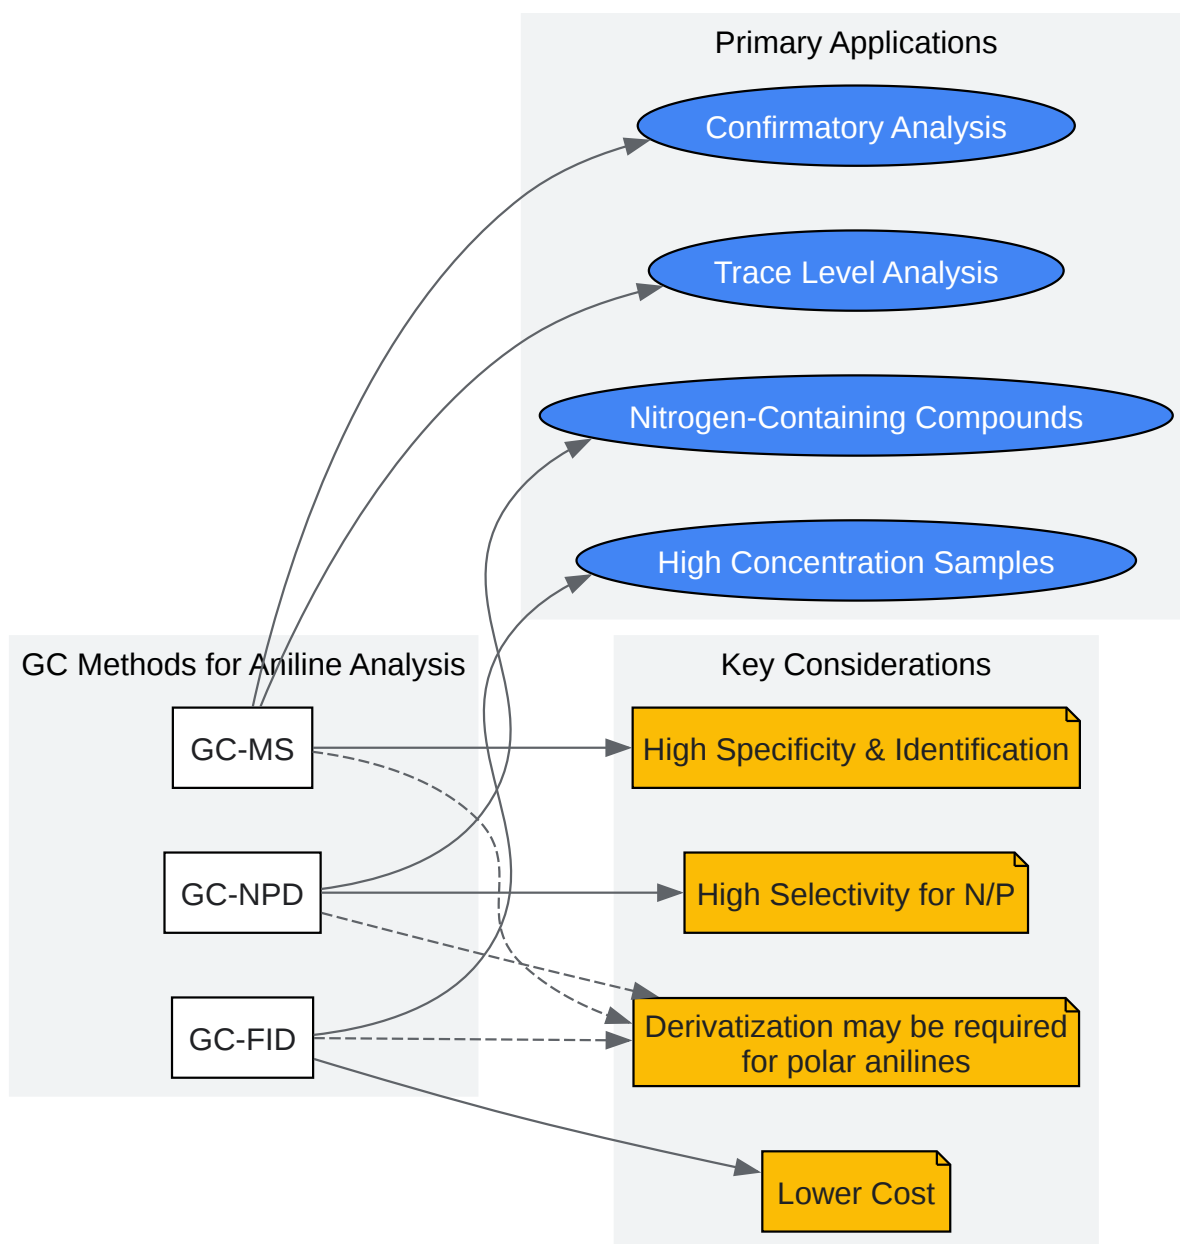 Primary Applications
Confirmatory Analysis
Trace Level Analysis
Nitrogen-Containing Compounds
High Concentration Samples
GC Methods for Aniline Analysis
GC-MS
GC-NPD
GC-FID
Key Considerations
High Specificity & Identification
High Selectivity for N/P
Derivatization may be required
for polar anilines
Lower Cost